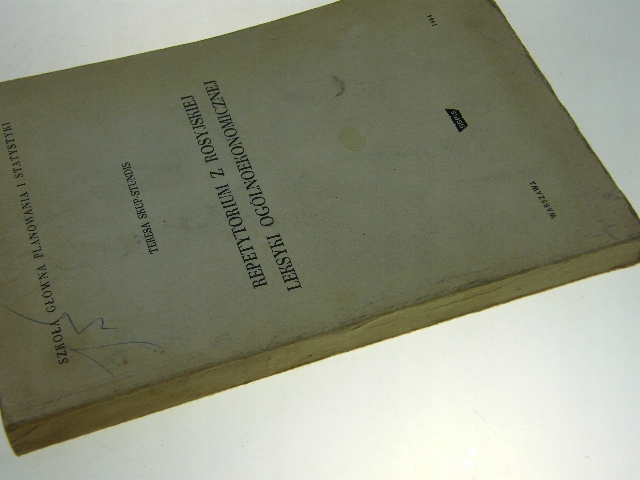 SZKOŁA GŁÓWNA PLANOWANIA I STATYSTYKI
TERESA SKUP-STUNDIS
REPETYTORIUM Z ROSYJSKIEJ
LEKSYKI OGÓLNOEKONOMICZNEJ
WARSZAWA